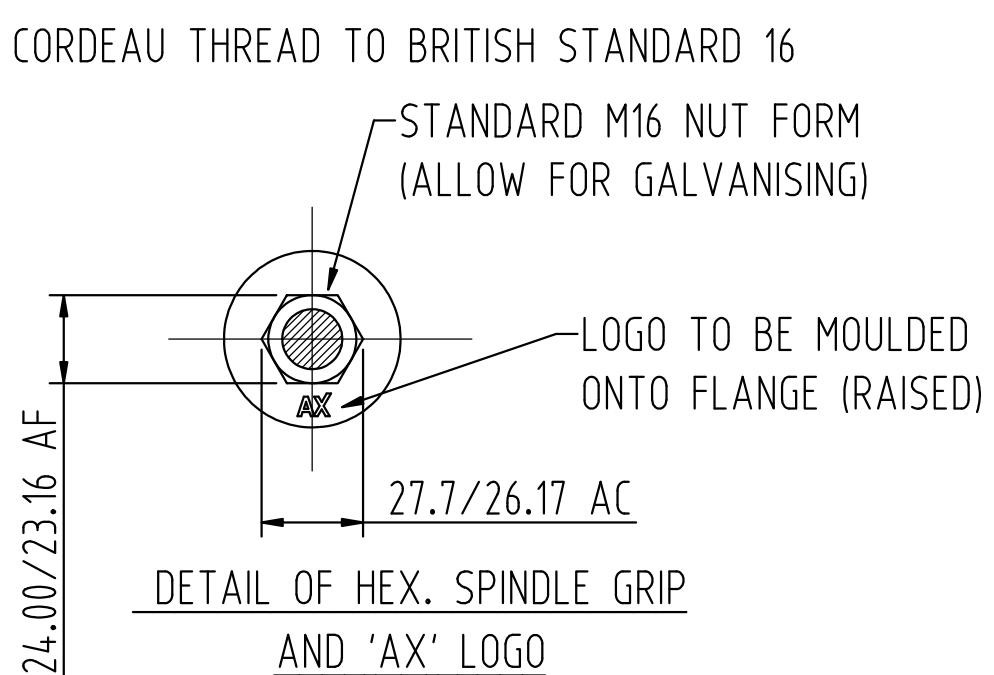 CORDEAU THREAD TO BRITISH STANDARD 16
STANDARD M16 NUT FORM
(ALLOW FOR GALVANISING)
LOGO TO BE MOULDED
ONTO FLANGE (RAISED)
AX
24.00/23.16 AF
27.7/26.17 AC
DETAIL OF HEX. SPINDLE GRIP
AND 'AX' LOGO